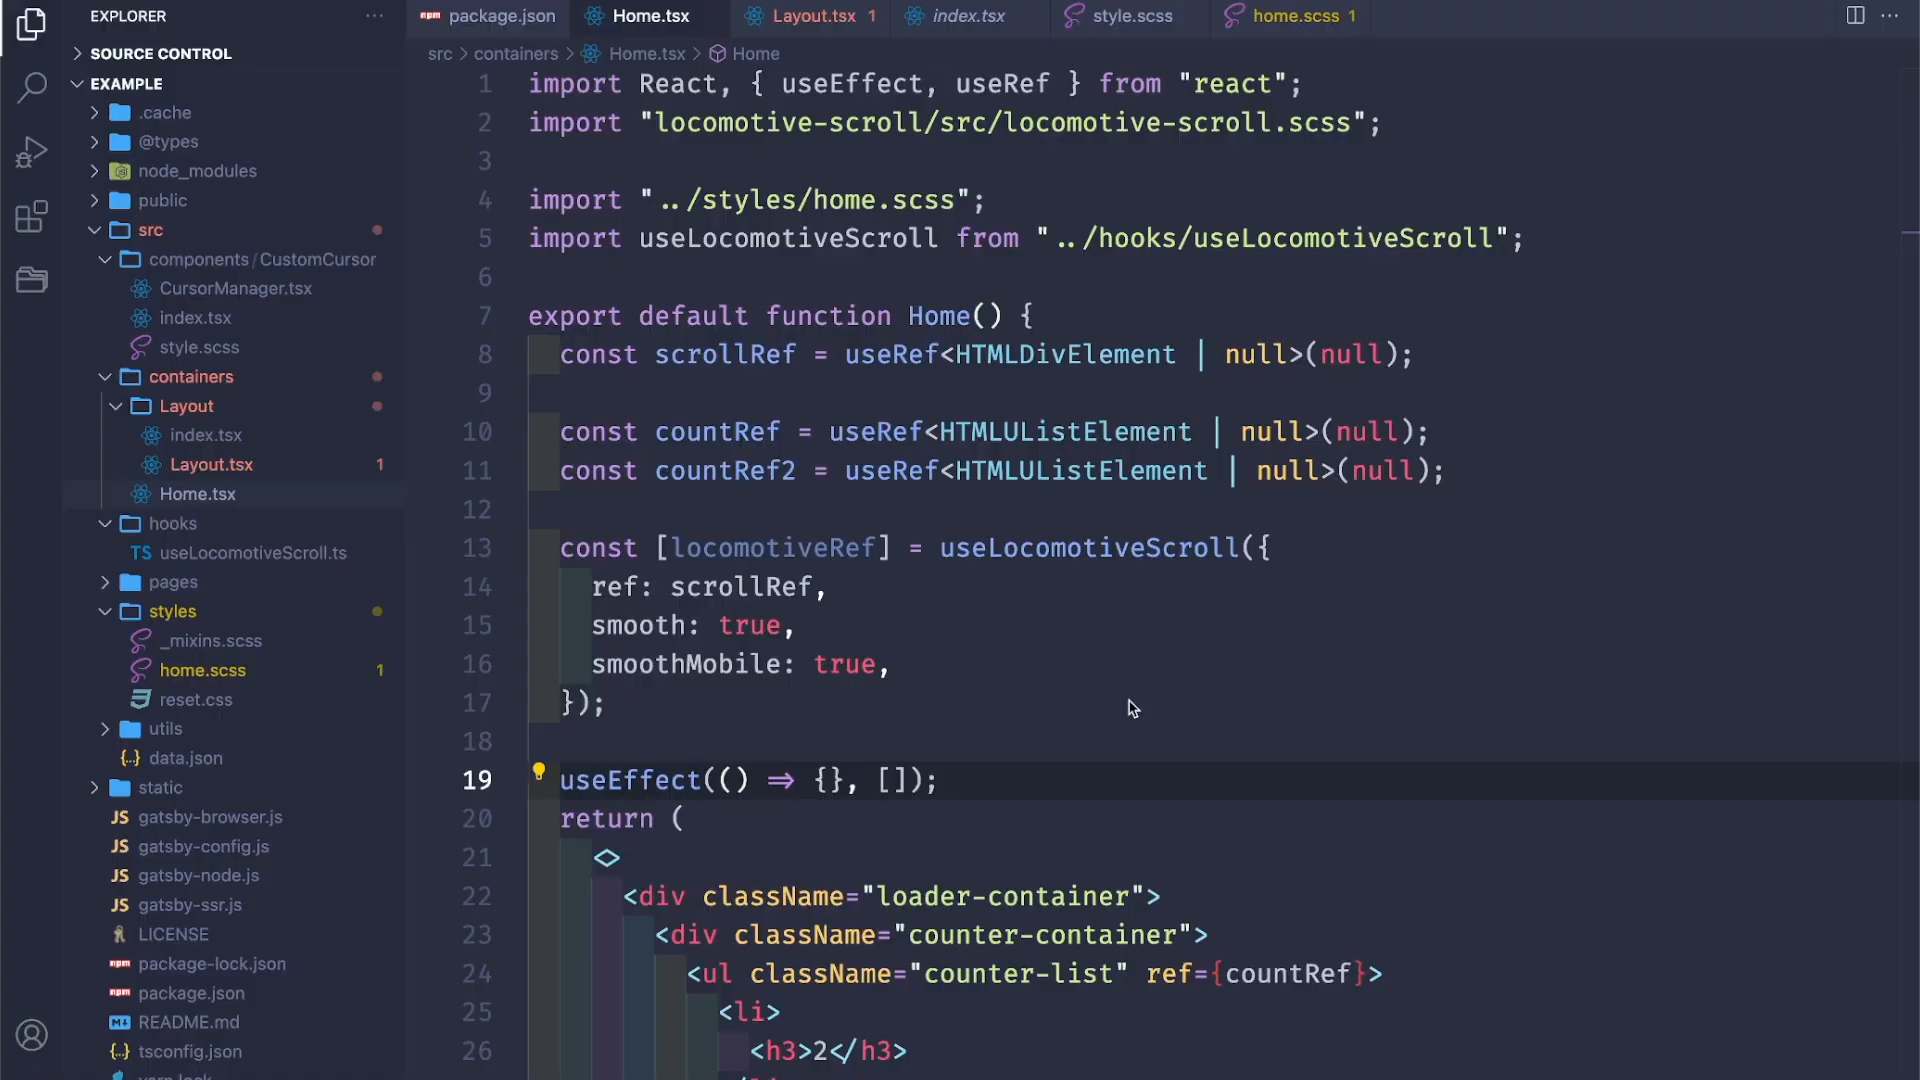 EXPLORER
SOURCE CONTROL
EXAMPLE
.cache
@types
node_modules
public
src
components/CustomCursor
CursorManager.tsx
index.tsx
style.scss
containers
Layout
index.tsx
Layout.tsx 1
Home.tsx
hooks
TS useLocomotiveScroll.ts
pages
styles
_mixins.scss
home.scss 1
reset.css
utils
{..} data.json
static
JS gatsby-browser.js
JS gatsby-config.js
JS gatsby-node.js
JS gatsby-ssr.js
LICENSE
npm package-lock.json
npm package.json
README.md
{..} tsconfig.json
yarn.lock
npm package.json
Home.tsx
Layout.tsx 1
index.tsx
style.scss
home.scss 1
src > containers > Home.tsx > Home
1 import React, { useEffect, useRef } from "react";
2 import "locomotive-scroll/src/locomotive-scroll.scss";
3
4 import "../styles/home.scss";
5 import useLocomotiveScroll from "../hooks/useLocomotiveScroll";
6
7 export default function Home() {
8 const scrollRef = useRef<HTMLDivElement | null>(null);
9
10 const countRef = useRef<HTMLUListElement | null>(null);
11 const countRef2 = useRef<HTMLUListElement | null>(null);
12
13 const [locomotiveRef] = useLocomotiveScroll({
14 ref: scrollRef,
15 smooth: true,
16 smoothMobile: true,
17 });
18
19 useEffect(() => {}, []);
20 return (
21 <>
22 <div className="loader-container">
23 <div className="counter-container">
24 <ul className="counter-list" ref={countRef}>
25 <li>
26 <h3>2</h3>